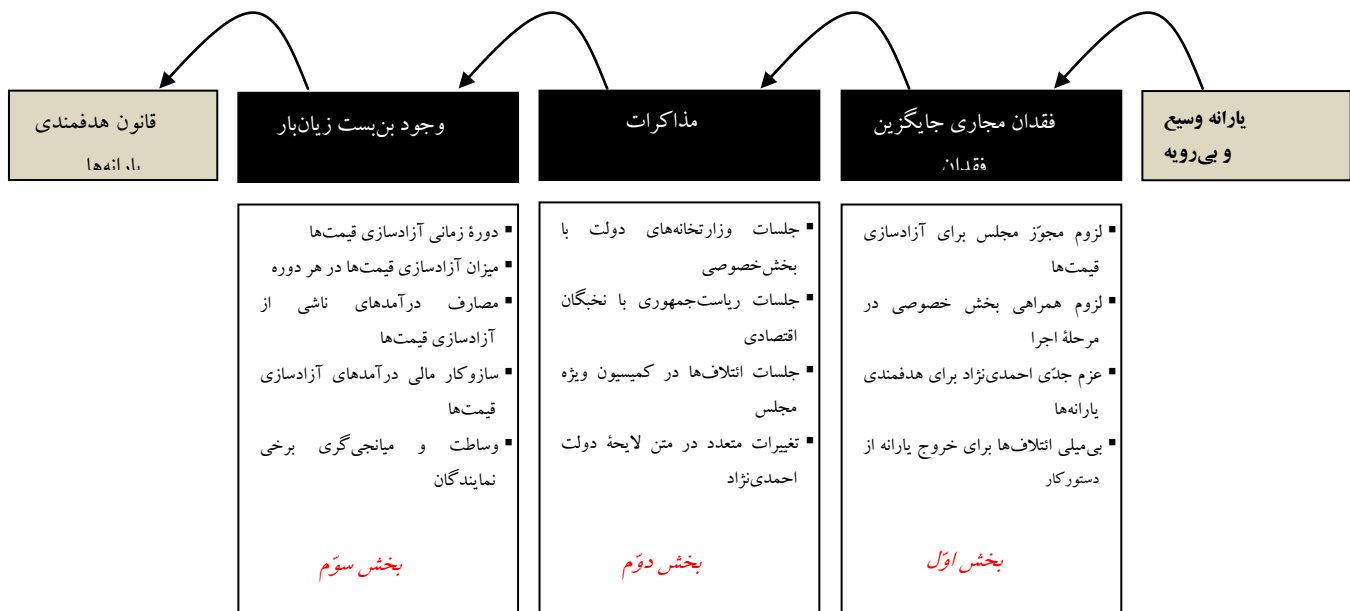 یارانه وسیع
و بی‌رویه
فقدان مجاری جایگزین
فقدان
مذاکرات
وجود بن‌بست زیان‌بار
قانون هدفمندی
یارانه‌ها
▪ لزوم مجوّز مجلس برای آزادسازی
قیمت‌ها
▪ لزوم همراهی بخش خصوصی در
مرحلهٔ اجرا
▪ عزم جدّی احمدی‌نژاد برای هدفمندی
یارانه‌ها
▪ بی‌میلی ائتلاف‌ها برای خروج یارانه از
دستورکار
بخش اوّل
▪ جلسات وزارتخانه‌های دولت با
بخش‌خصوصی
▪ جلسات ریاست‌جمهوری با نخبگان
اقتصادی
▪ جلسات ائتلاف‌ها در کمیسیون ویژه
مجلس
▪ تغییرات متعدد در متن لایحهٔ دولت
احمدی‌نژاد
بخش دوّم
▪ دورهٔ زمانی آزادسازی قیمت‌ها
▪ میزان آزادسازی قیمت‌ها در هر دوره
▪ مصارف درآمدهای ناشی از
آزادسازی قیمت‌ها
▪ سازوکار مالی درآمدهای آزادسازی
قیمت‌ها
▪ وساطت و میانجی‌گری برخی
نمایندگان
بخش سوّم